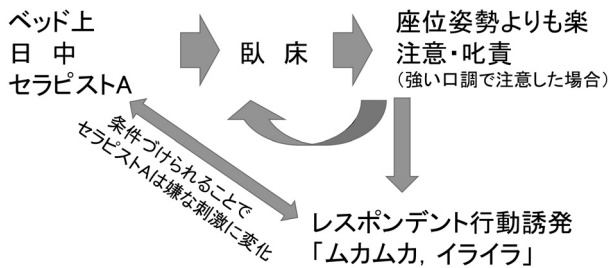 ベッド上
日　中
セラピストA
臥　床
座位姿勢よりも楽
注意・叱責
（強い口調で注意した場合）
条件づけられることで
セラピストAは嫌な刺激に変化
レスポンデント行動誘発
「ムカムカ，イライラ」